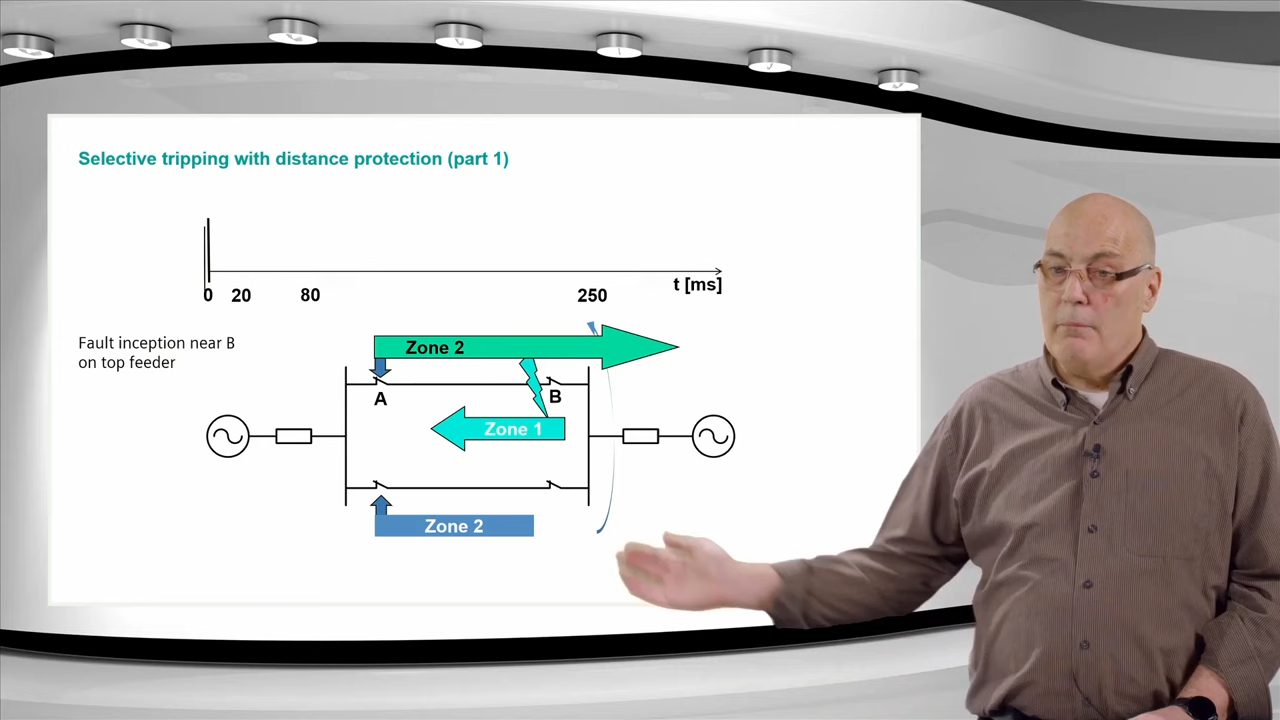 Selective tripping with distance protection (part 1)
0 20 80 250 t [ms]
Fault inception near B
on top feeder
Zone 2
A
B
Zone 1
Zone 2